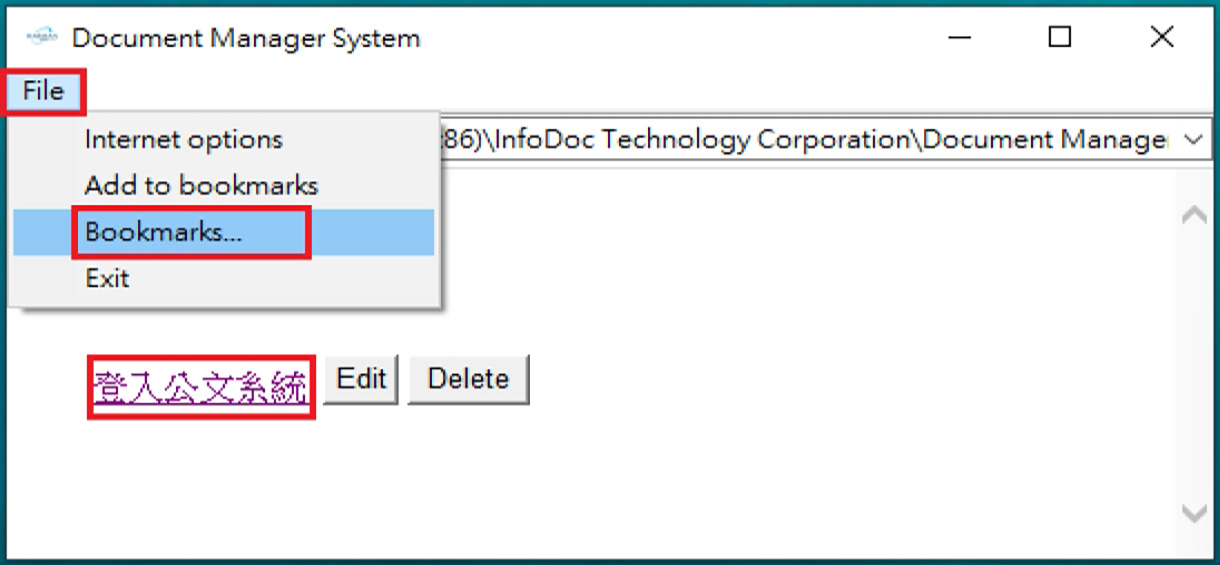 Document Manager System
File
Internet options
:86)\InfoDoc Technology Corporation\Document Manager
Add to bookmarks
Bookmarks...
Exit
登入公文系統 Edit Delete